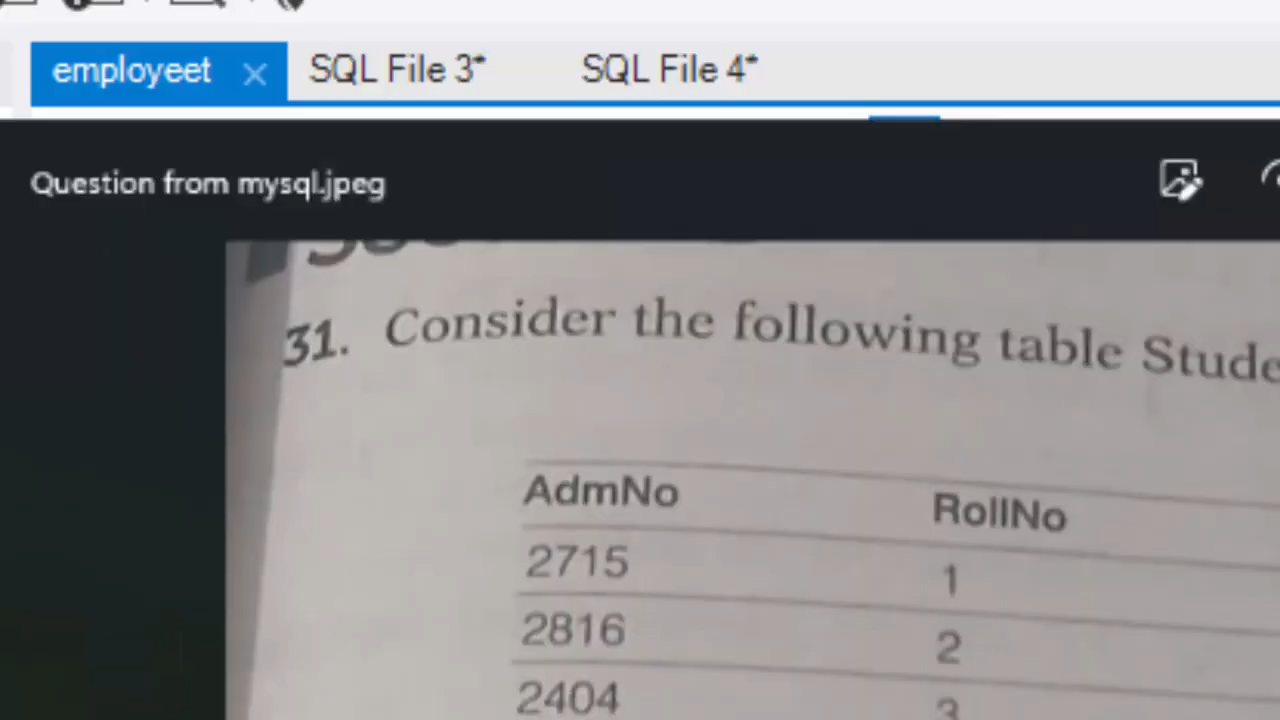 employeet SQL File 3* SQL File 4*
Question from mysql.jpeg
31. Consider the following table
AdmNo RollNo
2715 1
2816 2
2404 3